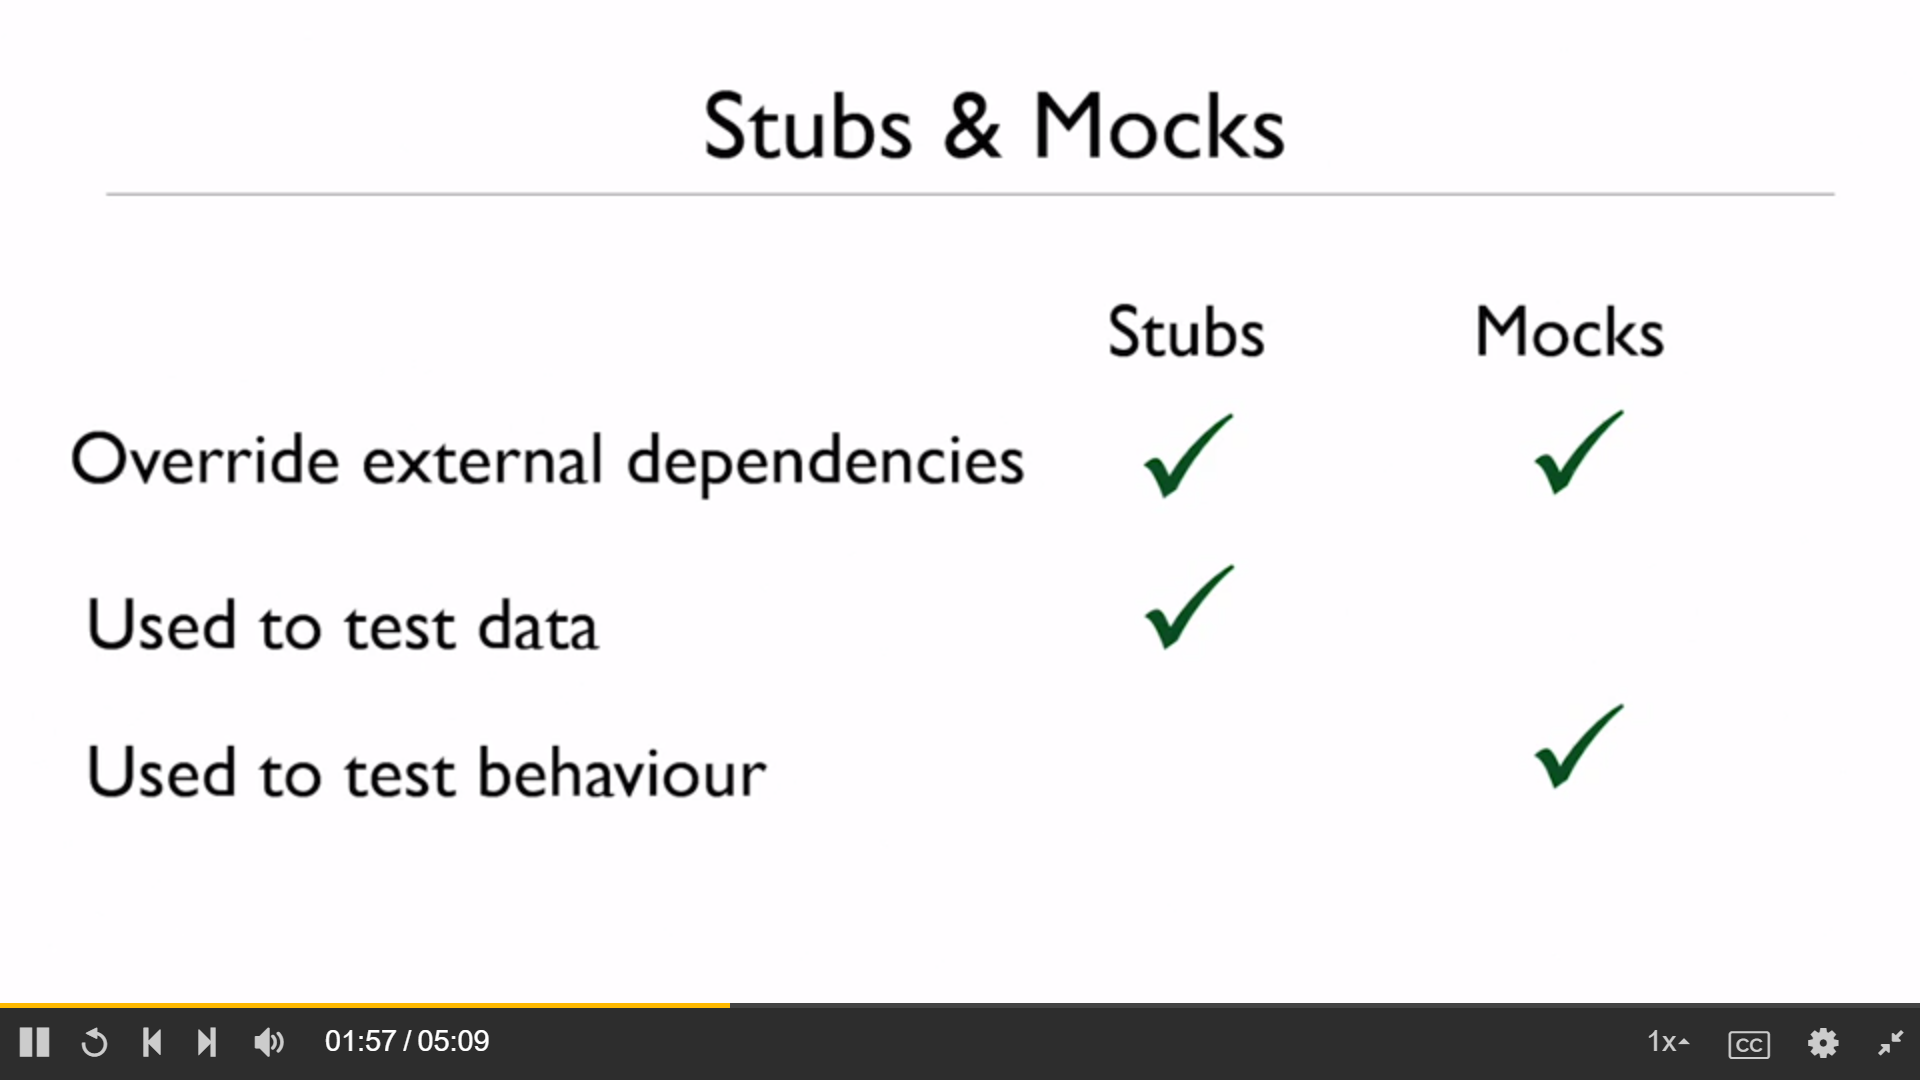 Stubs & Mocks
Stubs Mocks
Override external dependencies
Used to test data
Used to test behaviour
01:57 / 05:09 1x CC